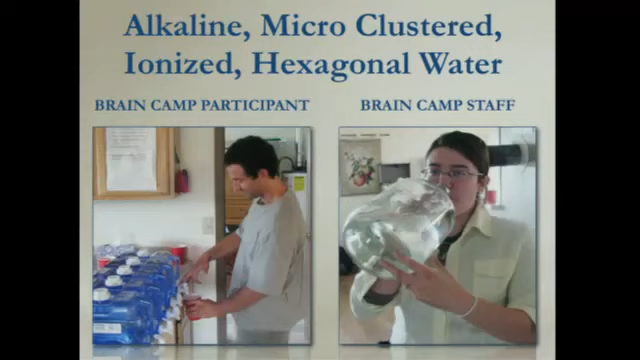 Alkaline, Micro Clustered,
Ionized, Hexagonal Water
BRAIN CAMP PARTICIPANT
BRAIN CAMP STAFF